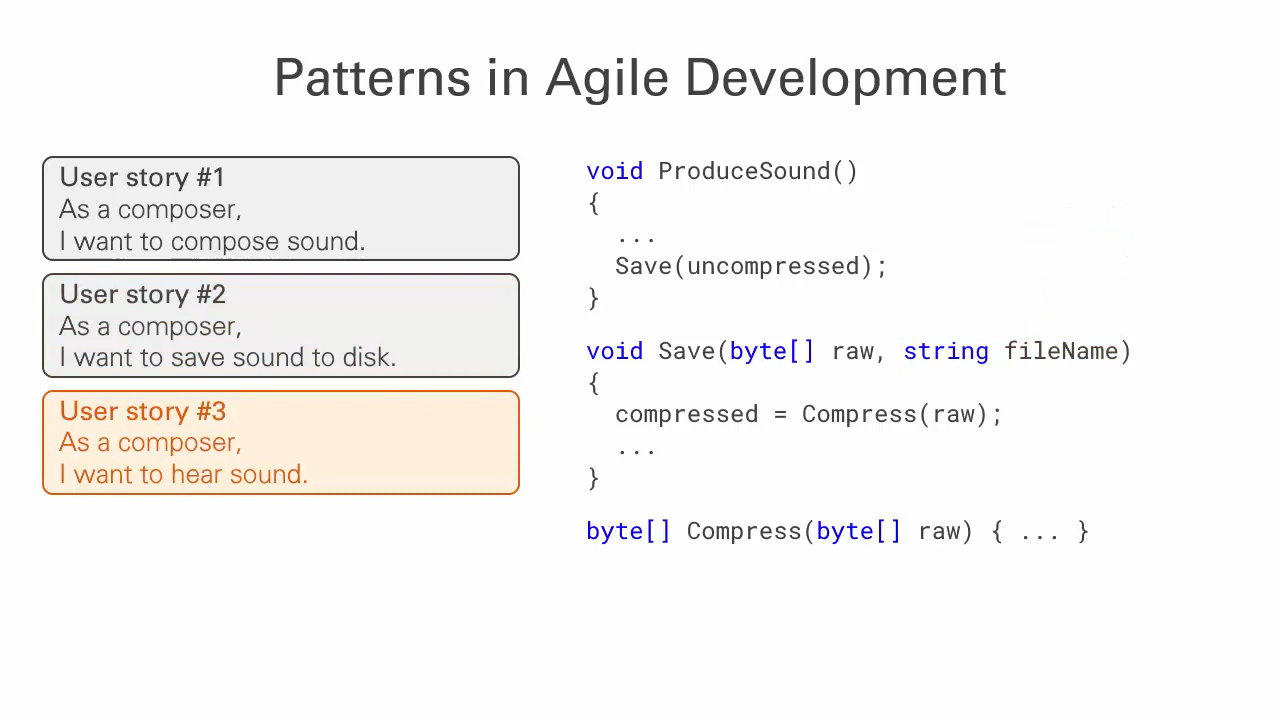 Patterns in Agile Development
User story #1
As a composer,
I want to compose sound.
User story #2
As a composer,
I want to save sound to disk.
User story #3
As a composer,
I want to hear sound.
void ProduceSound()
{
  ...
  Save(uncompressed);
}
void Save(byte[] raw, string fileName)
{
  compressed = Compress(raw);
  ...
}
byte[] Compress(byte[] raw) { ... }